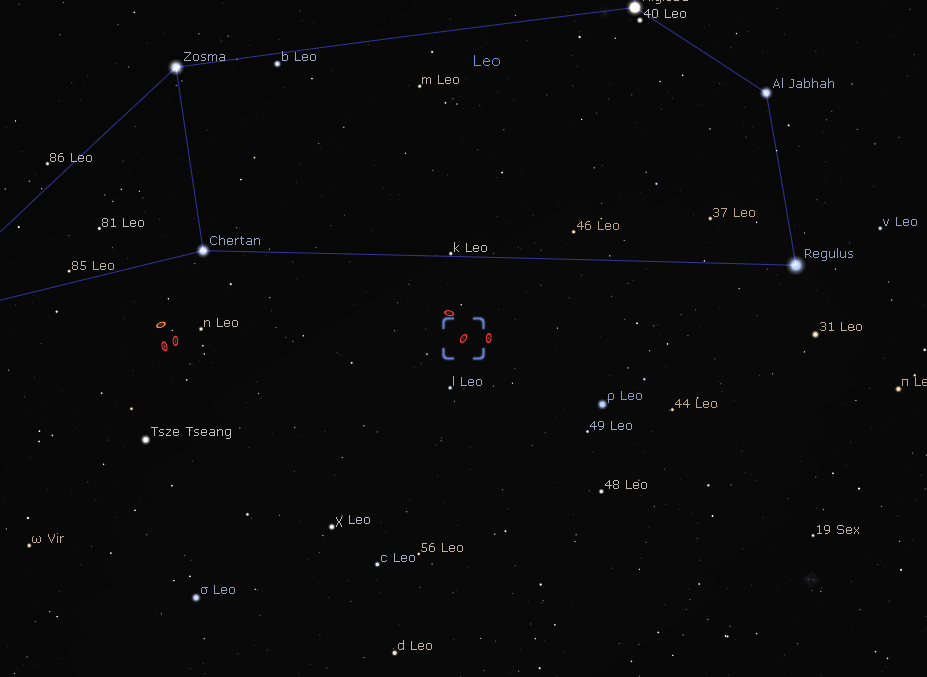 40 Leo
Zosma
b Leo
Leo
m Leo
Al Jabhah
86 Leo
37 Leo
81 Leo
46 Leo
ν Leo
Chertan
k Leo
Regulus
85 Leo
n Leo
31 Leo
l Leo
π Le
ρ Leo
44 Leo
49 Leo
Tsze Tseang
48 Leo
χ Leo
19 Sex
ω Vir
56 Leo
c Leo
σ Leo
d Leo